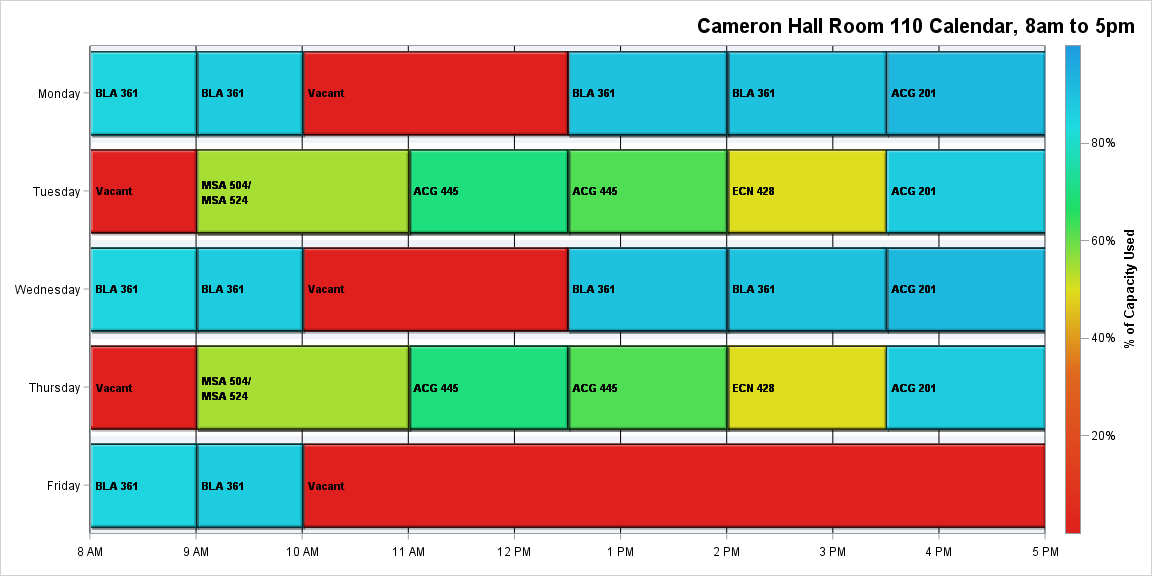 Cameron Hall Room 110 Calendar, 8am to 5pm
Monday
BLA 361
BLA 361
Vacant
BLA 361
BLA 361
ACG 201
Tuesday
Vacant
MSA 504/
MSA 524
ACG 445
ACG 445
ECN 428
ACG 201
Wednesday
BLA 361
BLA 361
Vacant
BLA 361
BLA 361
ACG 201
Thursday
Vacant
MSA 504/
MSA 524
ACG 445
ACG 445
ECN 428
ACG 201
Friday
BLA 361
BLA 361
Vacant
8 AM
9 AM
10 AM
11 AM
12 PM
1 PM
2 PM
3 PM
4 PM
5 PM
80%
60%
40%
20%
% of Capacity Used